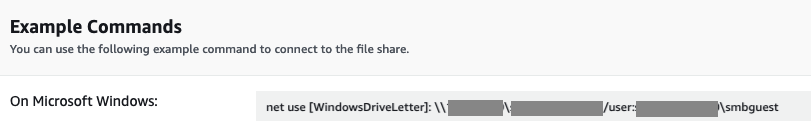 Example Commands
You can use the following example command to connect to the file share.
On Microsoft Windows:
net use [WindowsDriveLetter]: \\ \ /user: \smbguest